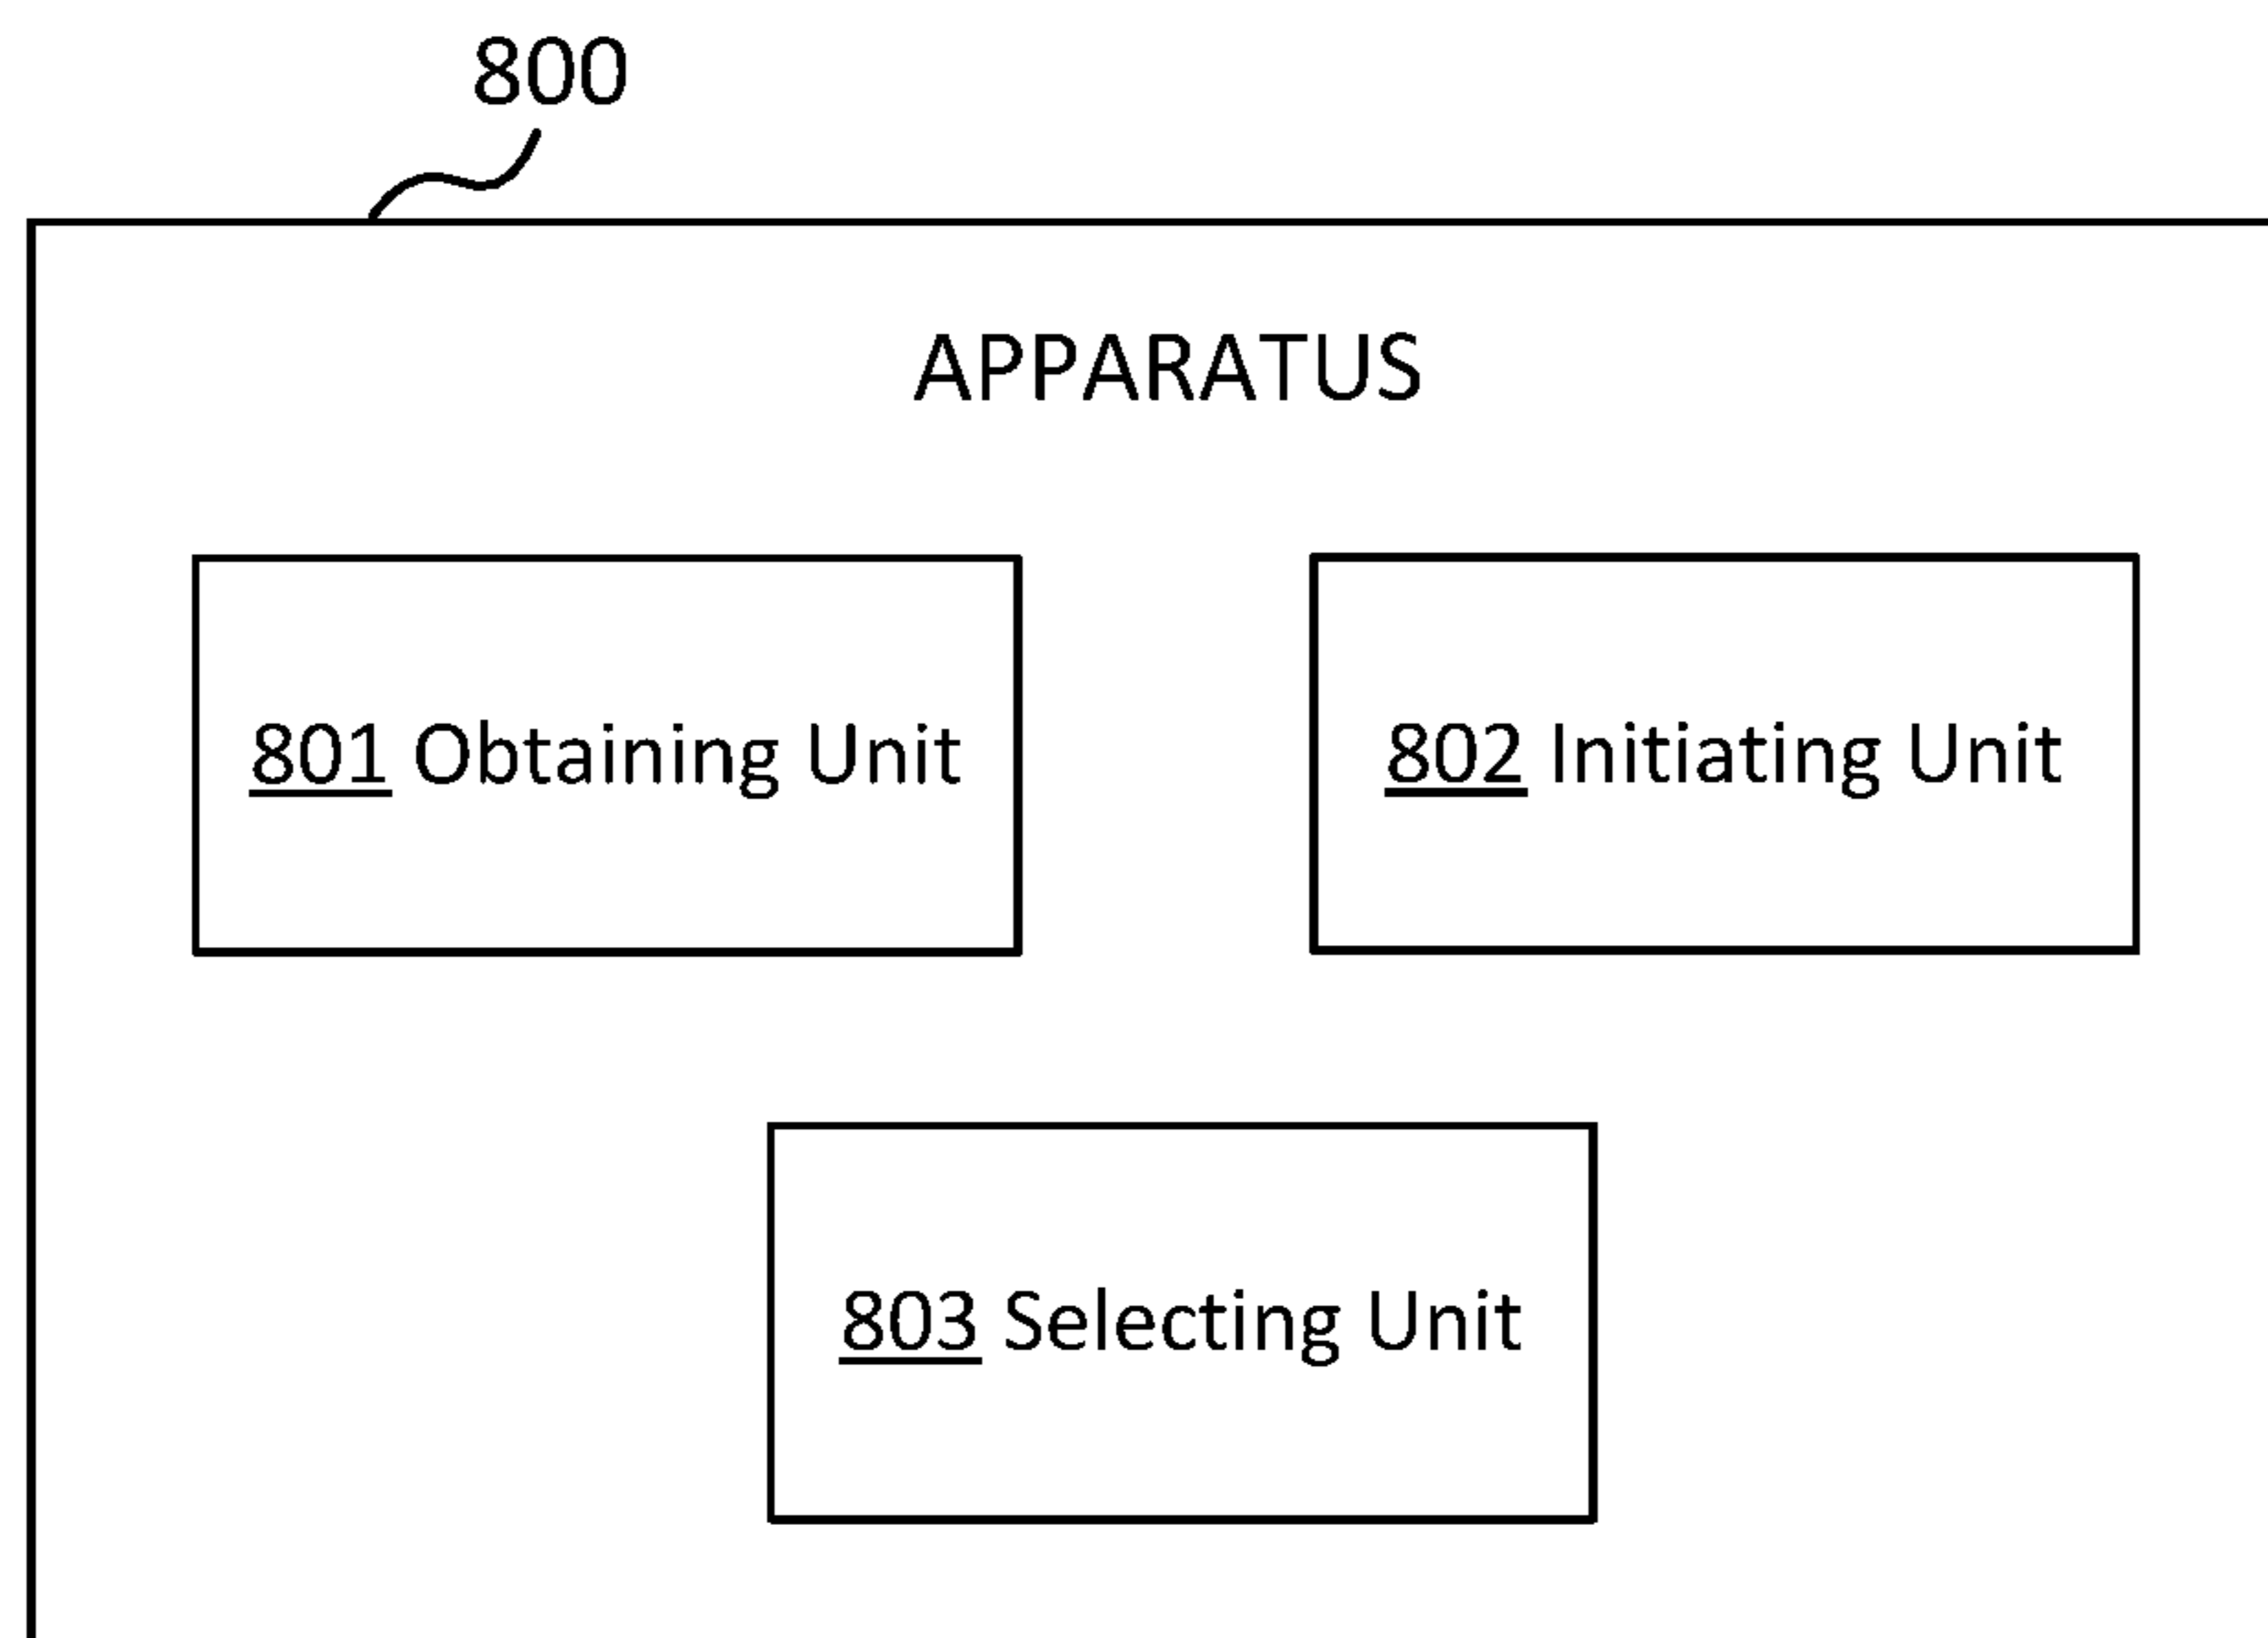 800
APPARATUS
801 Obtaining Unit
802 Initiating Unit
803 Selecting Unit